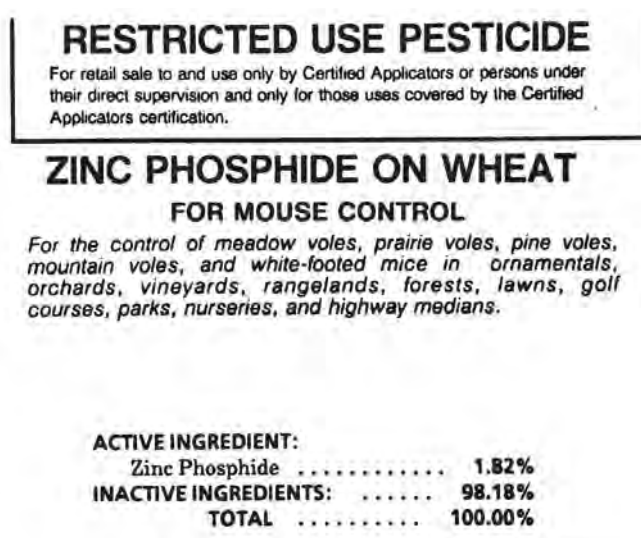 RESTRICTED USE PESTICIDE
For retail sale to and use only by Certified Applicators or persons under
their direct supervision and only for those uses covered by the Certified
Applicators certification.
ZINC PHOSPHIDE ON WHEAT
FOR MOUSE CONTROL
For the control of meadow voles, prairie voles, pine voles,
mountain voles, and white-footed mice in ornamentals,
orchards, vineyards, rangelands, forests, lawns, golf
courses, parks, nurseries, and highway medians.
ACTIVE INGREDIENT:
Zinc Phosphide ............ 1.82%
INACTIVE INGREDIENTS: ...... 98.18%
TOTAL .......... 100.00%